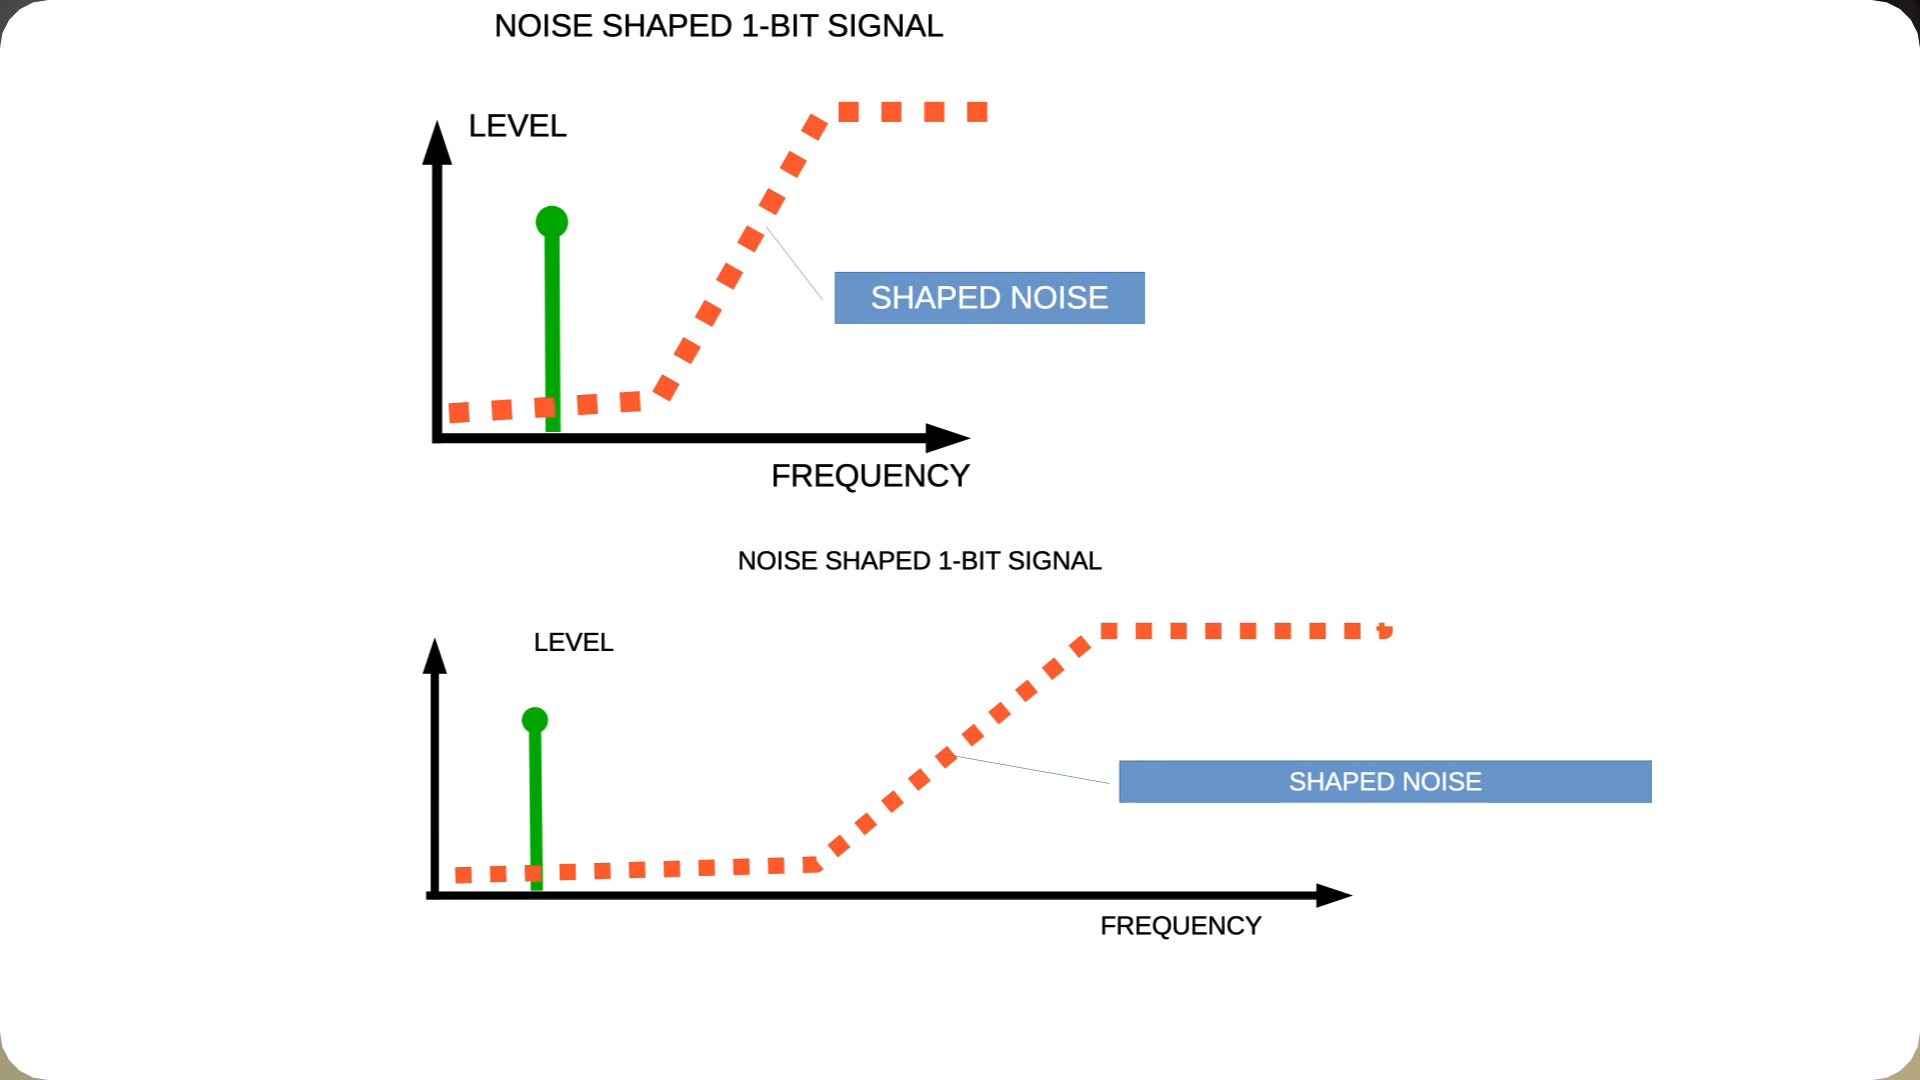 NOISE SHAPED 1-BIT SIGNAL
LEVEL
SHAPED NOISE
FREQUENCY
NOISE SHAPED 1-BIT SIGNAL
LEVEL
SHAPED NOISE
FREQUENCY